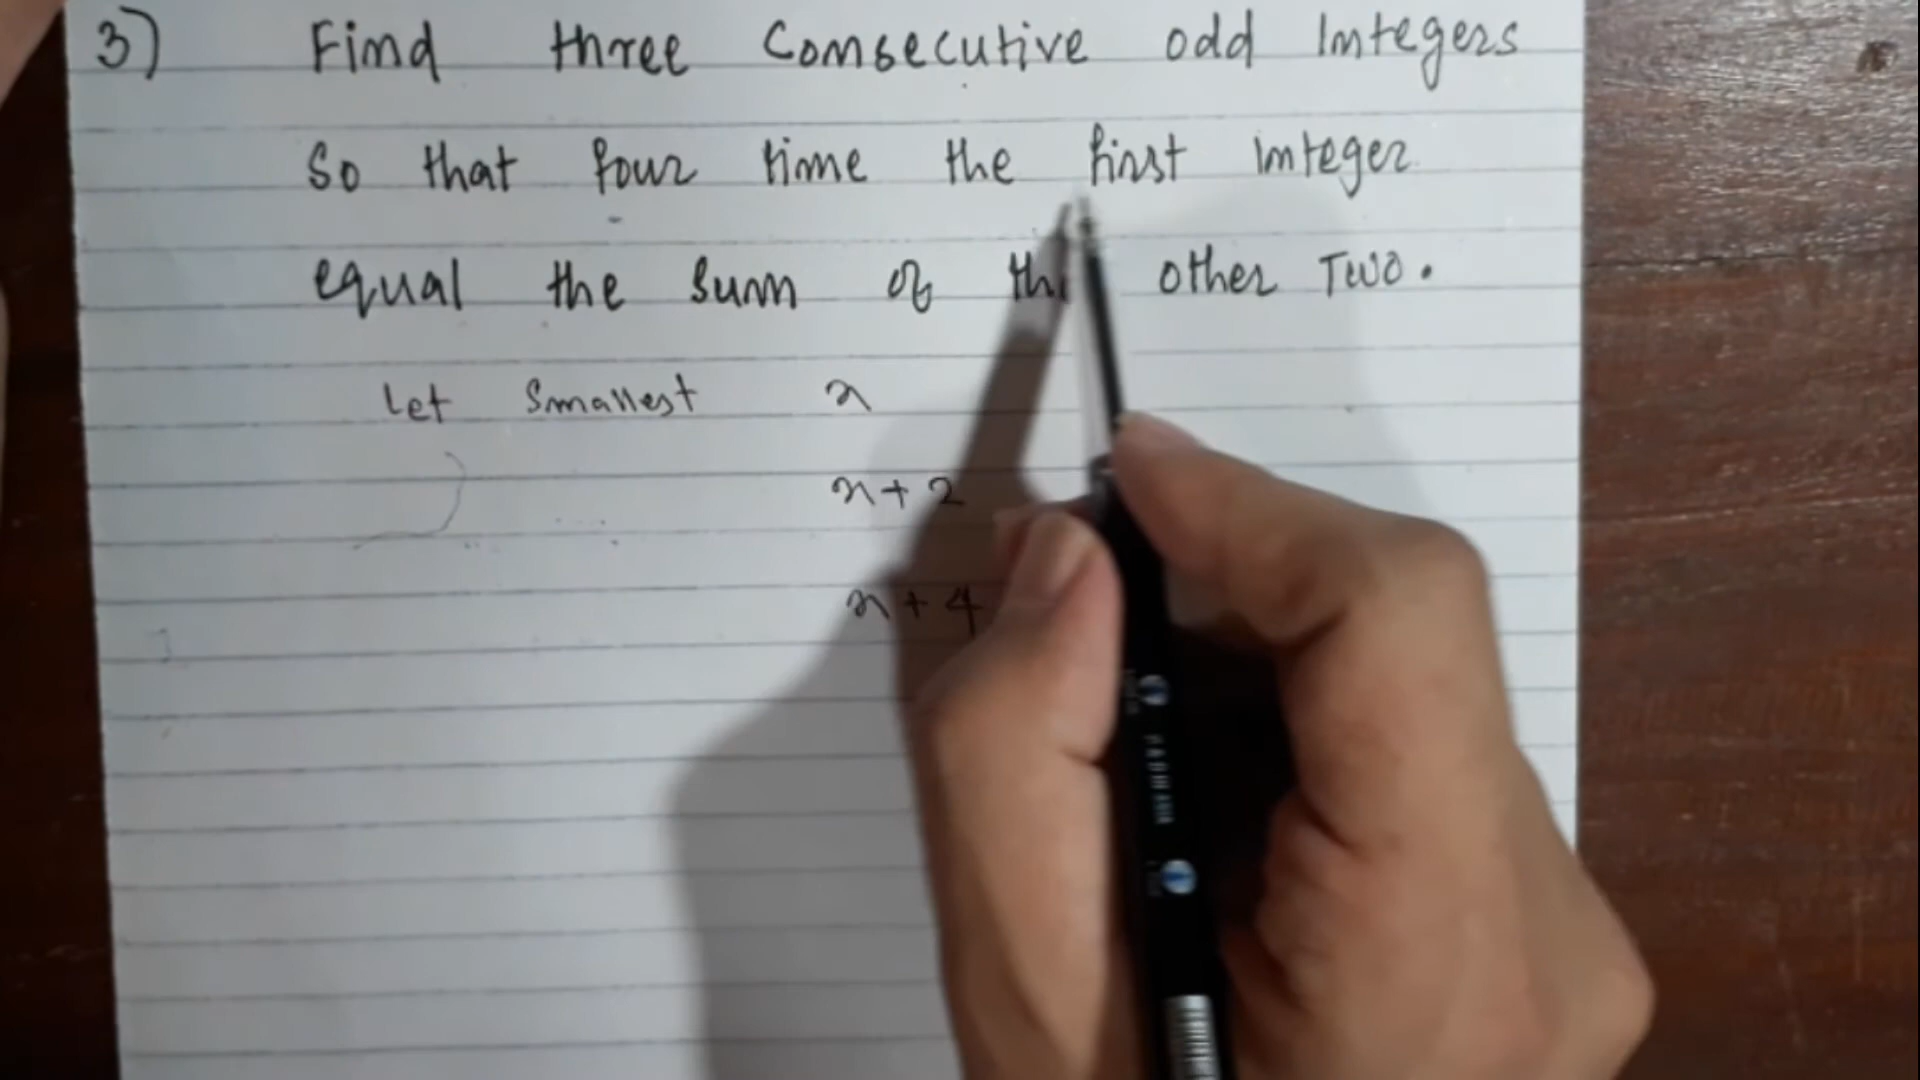 3) Find three Consecutive odd Integers
So that four time the first integer
equal the sum of the other Two.
Let Smallest x
x + 2
x + 4